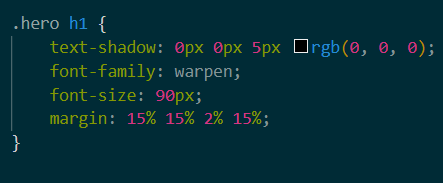 .hero h1 {
text-shadow: 0px 0px 5px rgb(0, 0, 0);
font-family: warpen;
font-size: 90px;
margin: 15% 15% 2% 15%;
}